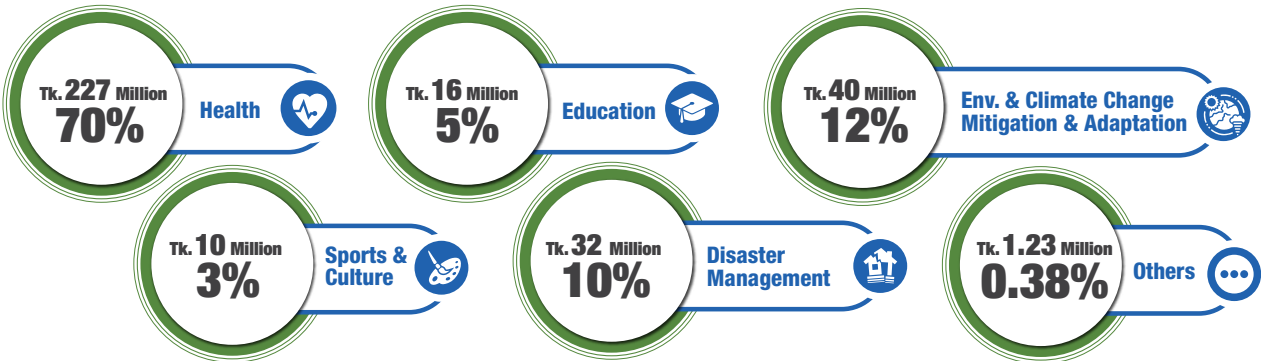 Tk. 227 Million
70%
Health
Tk. 16 Million
5%
Education
Tk. 40 Million
12%
Env. & Climate Change
Mitigation & Adaptation
Tk. 10 Million
3%
Sports &
Culture
Tk. 32 Million
10%
Disaster
Management
Tk. 1.23 Million
0.38%
Others